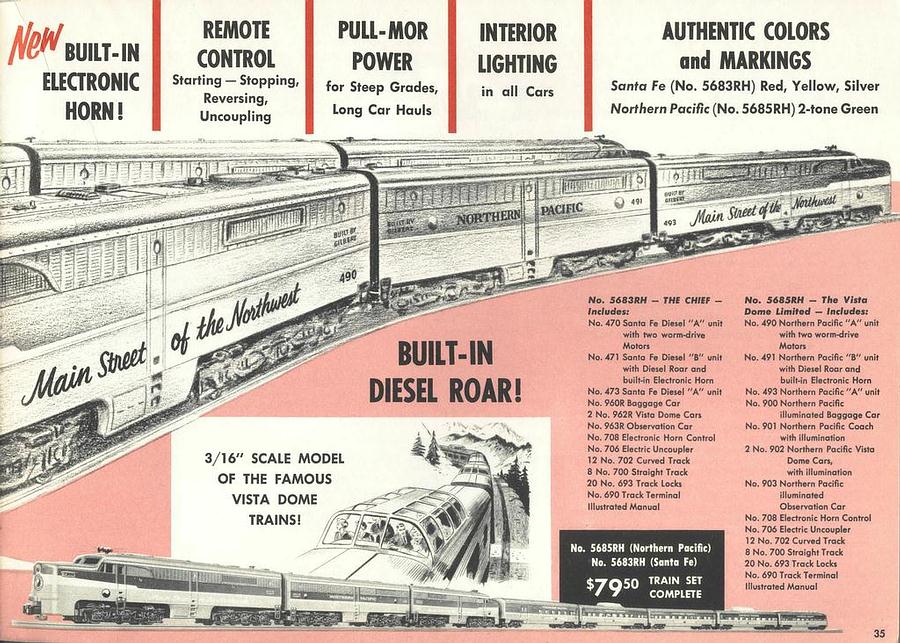 New
BUILT-IN
ELECTRONIC
HORN!
REMOTE
CONTROL
Starting — Stopping,
Reversing,
Uncoupling
PULL-MOR
POWER
for Steep Grades,
Long Car Hauls
INTERIOR
LIGHTING
in all Cars
AUTHENTIC COLORS
and MARKINGS
Santa Fe (No. 5683RH) Red, Yellow, Silver
Northern Pacific (No. 5685RH) 2-tone Green
BUILT BY
GILBERT
490
Main Street of the Northwest
BUILT BY
GILBERT
NORTHERN PACIFIC
491
BUILT BY
GILBERT
493
Main Street of the Northwest
BUILT-IN
DIESEL ROAR!
3/16" SCALE MODEL
OF THE FAMOUS
VISTA DOME
TRAINS!
No. 5683RH — THE CHIEF —
Includes:
No. 470 Santa Fe Diesel "A" unit
with two worm-drive
Motors
No. 471 Santa Fe Diesel "B" unit
with Diesel Roar and
built-in Electronic Horn
No. 473 Santa Fe Diesel "A" unit
No. 960R Baggage Car
2 No. 962R Vista Dome Cars
No. 963R Observation Car
No. 708 Electronic Horn Control
No. 706 Electric Uncoupler
12 No. 702 Curved Track
8 No. 700 Straight Track
20 No. 693 Track Locks
No. 690 Track Terminal
Illustrated Manual
No. 5685RH — The Vista
Dome Limited — Includes:
No. 490 Northern Pacific "A" unit
with two worm-drive
Motors
No. 491 Northern Pacific "B" unit
with Diesel Roar and
built-in Electronic Horn
No. 493 Northern Pacific "A" unit
No. 900 Northern Pacific
illuminated Baggage Car
No. 901 Northern Pacific Coach
with illumination
2 No. 902 Northern Pacific Vista
Dome Cars,
with illumination
No. 903 Northern Pacific
illuminated
Observation Car
No. 708 Electronic Horn Control
No. 706 Electric Uncoupler
12 No. 702 Curved Track
8 No. 700 Straight Track
20 No. 693 Track Locks
No. 690 Track Terminal
Illustrated Manual
No. 5685RH (Northern Pacific)
No. 5683RH (Santa Fe)
$79.50 TRAIN SET
COMPLETE
35